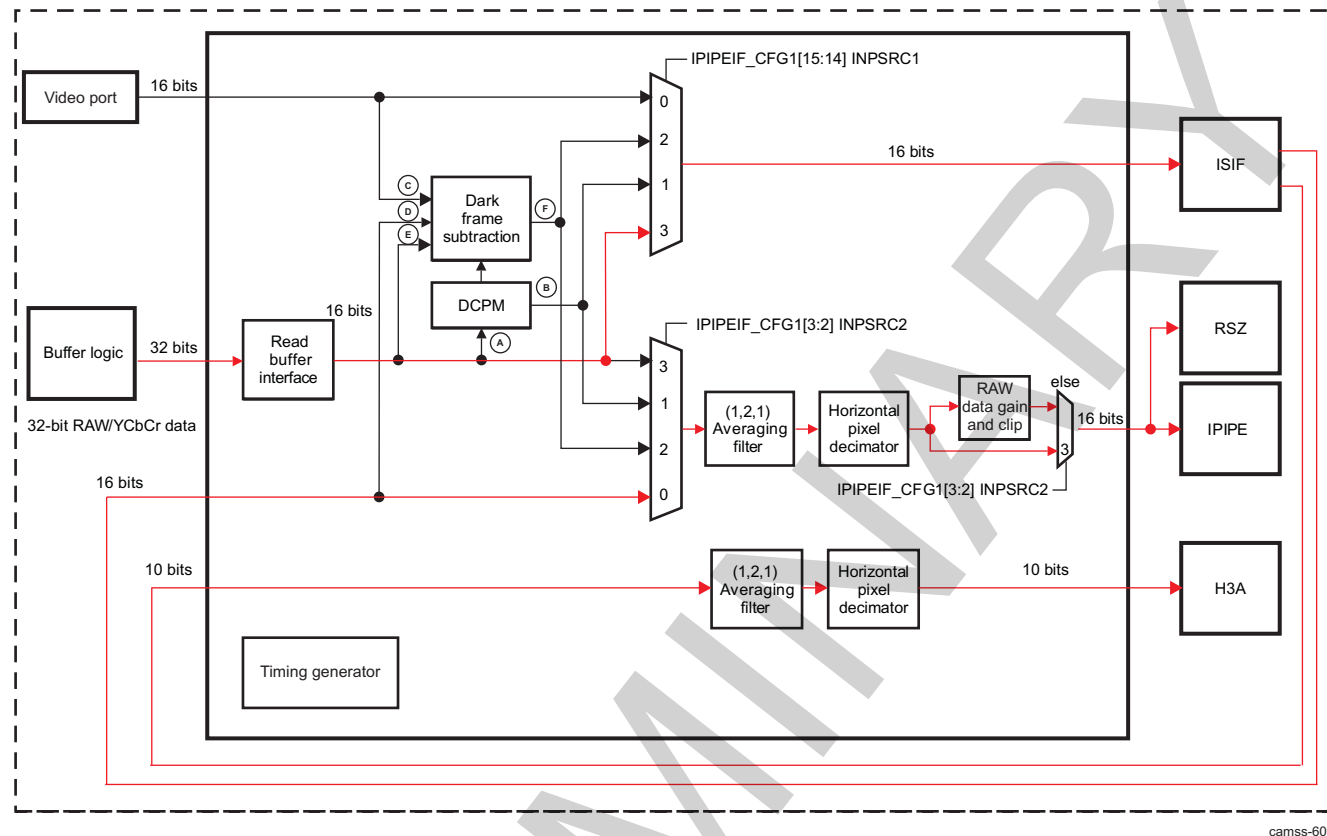 IPIPEIF_CFG1[15:14] INPSRC1
Video port
16 bits
0
2
1
3
16 bits
ISIF
C
D
E
Dark
frame
subtraction
F
DCPM
B
A
16 bits
Buffer logic
32 bits
Read
buffer
interface
32-bit RAW/YCbCr data
IPIPEIF_CFG1[3:2] INPSRC2
3
1
2
0
(1,2,1)
Averaging
filter
Horizontal
pixel
decimator
RAW
data gain
and clip
else
3
16 bits
IPIPEIF_CFG1[3:2] INPSRC2
RSZ
IPIPE
16 bits
10 bits
(1,2,1)
Averaging
filter
Horizontal
pixel
decimator
10 bits
H3A
Timing generator
MINARY
camss-60